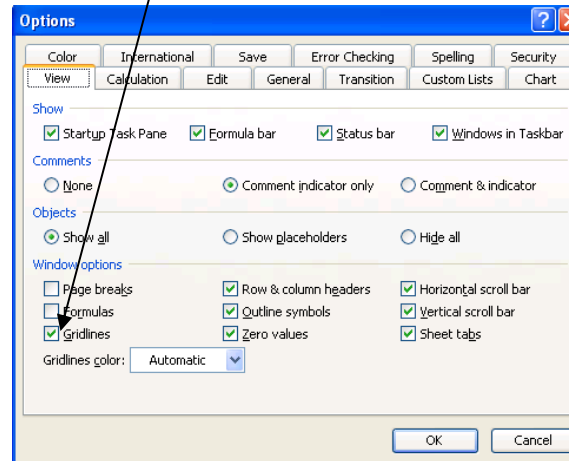 Options
Color International Save Error Checking Spelling Security
View Calculation Edit General Transition Custom Lists Chart
Show
Startup Task Pane Formula bar Status bar Windows in Taskbar
Comments
None Comment indicator only Comment & indicator
Objects
Show all Show placeholders Hide all
Window options
Page breaks Row & column headers Horizontal scroll bar
Formulas Outline symbols Vertical scroll bar
Gridlines Zero values Sheet tabs
Gridlines color: Automatic
OK Cancel